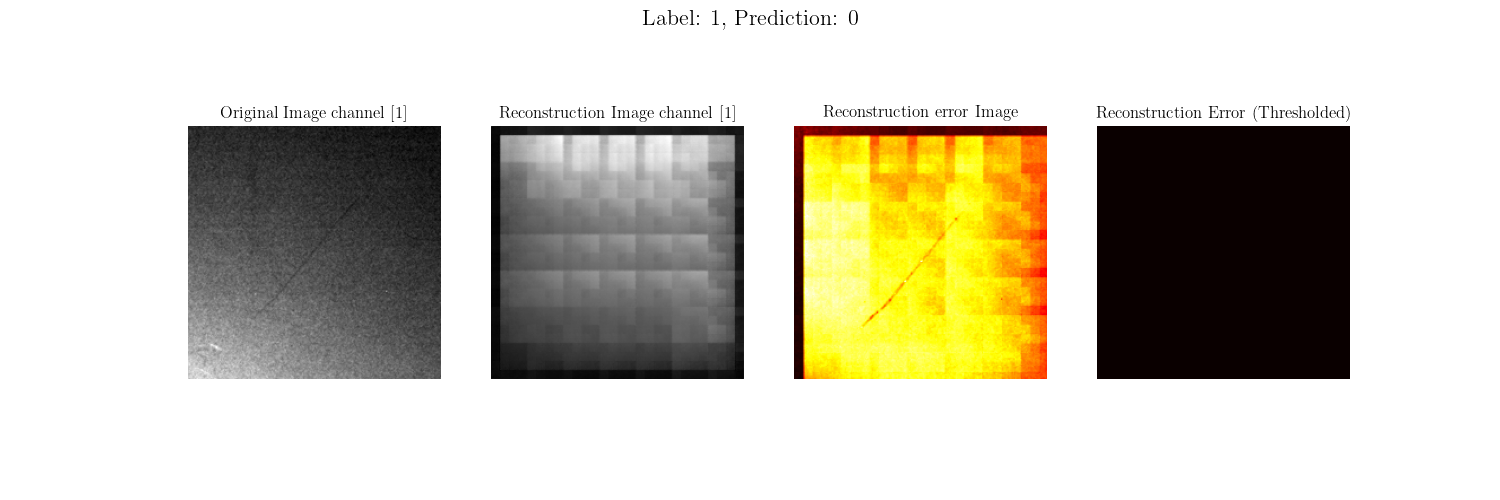 Label: 1, Prediction: 0
Original Image channel [1]
Reconstruction Image channel [1]
Reconstruction error Image
Reconstruction Error (Thresholded)